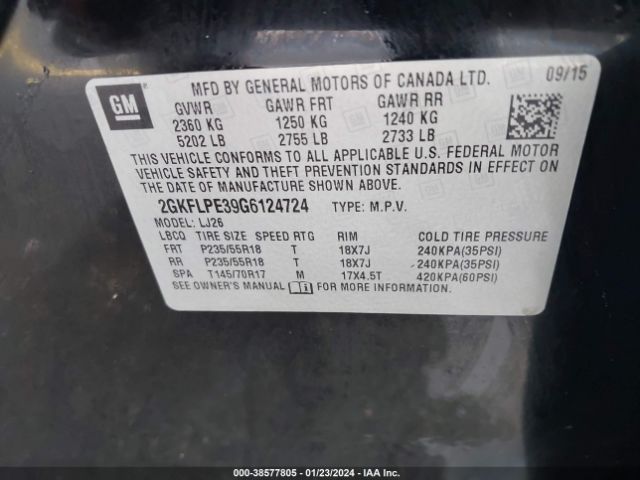 GM
MFD BY GENERAL MOTORS OF CANADA LTD. 09/15
GVWR GAWR FRT GAWR RR
2360 KG 1250 KG 1240 KG
5202 LB 2755 LB 2733 LB
THIS VEHICLE CONFORMS TO ALL APPLICABLE U.S. FEDERAL MOTOR
VEHICLE SAFETY AND THEFT PREVENTION STANDARDS IN EFFECT ON
THE DATE OF MANUFACTURE SHOWN ABOVE.
2GKFLPE39G6124724 TYPE: M.P.V.
MODEL: LJ26
LBCQ TIRE SIZE SPEED RTG RIM COLD TIRE PRESSURE
FRT P235/55R18 T 18X7J 240KPA(35PSI)
RR P235/55R18 T 18X7J 240KPA(35PSI)
SPA T145/70R17 M 17X4.5T 420KPA(60PSI)
SEE OWNER'S MANUAL FOR MORE INFORMATION.
000-38577805 / 01/23/2024 - IAA Inc.